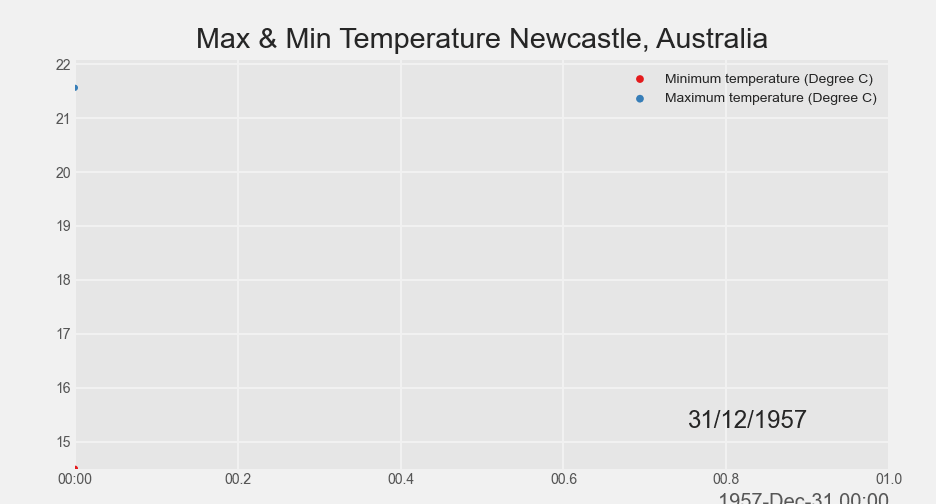 Max & Min Temperature Newcastle, Australia
22
Minimum temperature (Degree C)
Maximum temperature (Degree C)
21
20
19
18
17
16
31/12/1957
15
00:00 00.2 00.4 00.6 00.8 01.0
1957-Dec-31 00:00